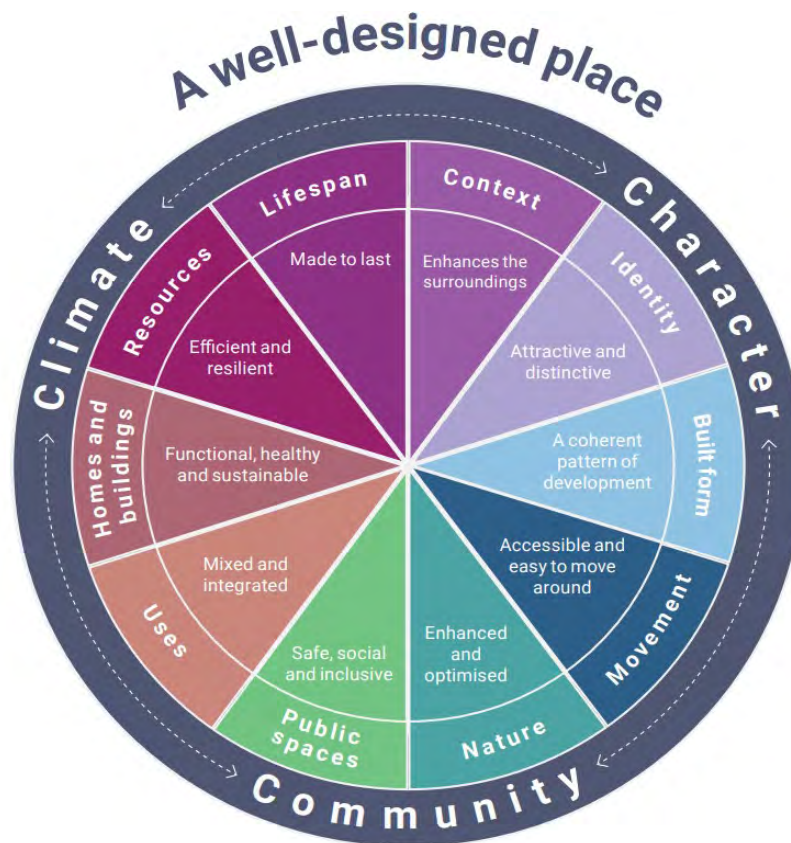 A well-designed place
Climate
Character
Community
Context
Enhances the
surroundings
Identity
Attractive and
distinctive
Built form
A coherent
pattern of
development
Movement
Accessible and
easy to move
around
Nature
Enhanced
and
optimised
Public
spaces
Safe, social
and inclusive
Uses
Mixed and
integrated
Homes and
buildings
Functional, healthy
and sustainable
Resources
Efficient and
resilient
Lifespan
Made to last